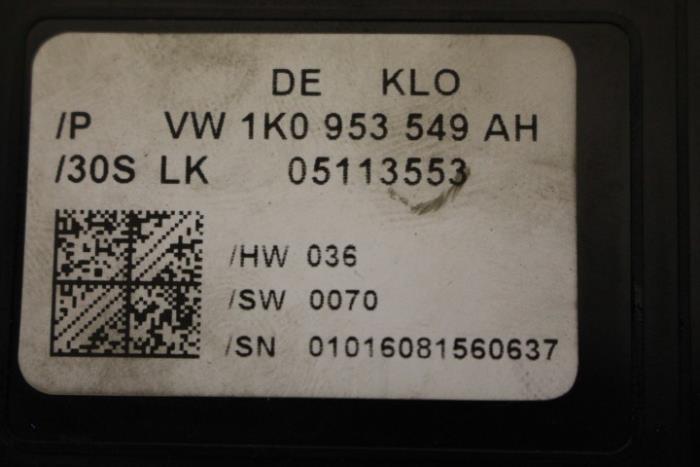 DE KLO
/P VW 1K0 953 549 AH
/30S LK 05113553
/HW 036
/SW 0070
/SN 01016081560637